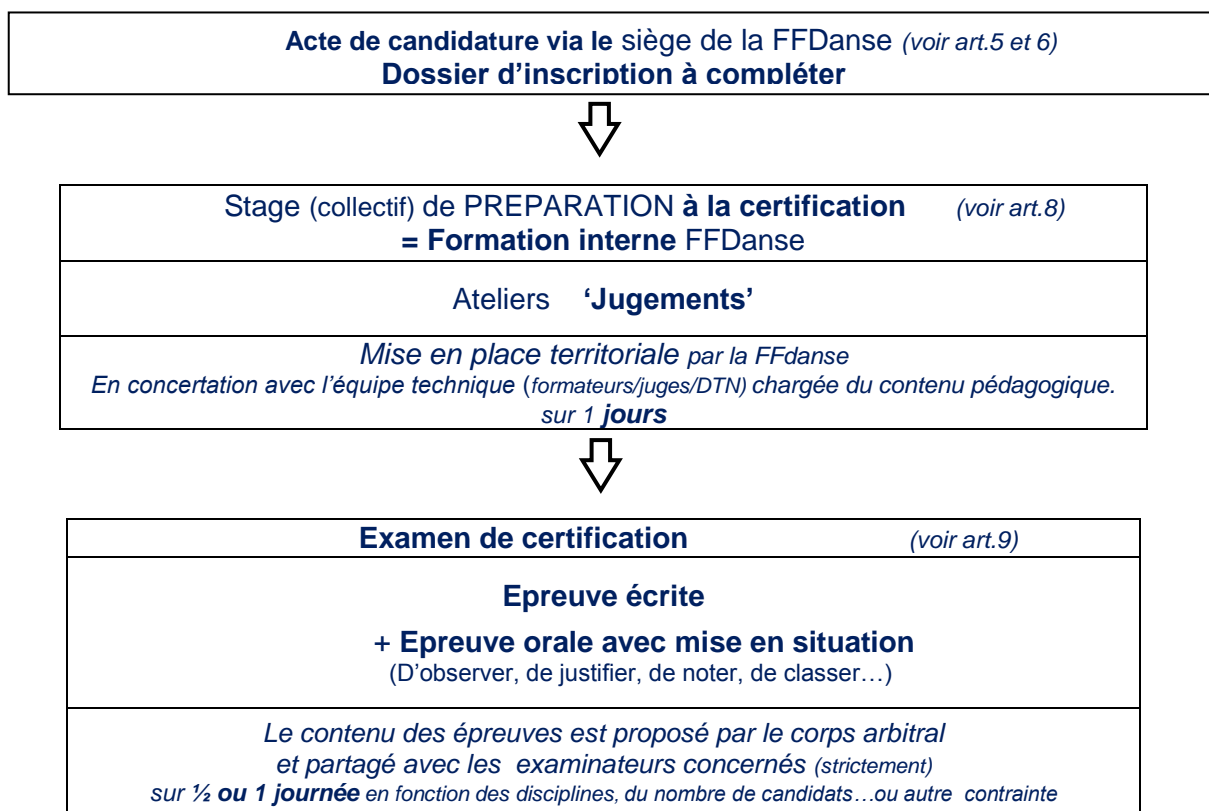 Acte de candidature via le siège de la FFDanse (voir art.5 et 6)
Dossier d'inscription à compléter
Stage (collectif) de PREPARATION à la certification (voir art.8)
= Formation interne FFDanse
Ateliers ‘Jugements’
Mise en place territoriale par la FFdanse
En concertation avec l'équipe technique (formateurs/juges/DTN) chargée du contenu pédagogique.
sur 1 jours
Examen de certification (voir art.9)
Epreuve écrite
+ Epreuve orale avec mise en situation
(D'observer, de justifier, de noter, de classer…)
Le contenu des épreuves est proposé par le corps arbitral
et partagé avec les examinateurs concernés (strictement)
sur ½ ou 1 journée en fonction des disciplines, du nombre de candidats…ou autre contrainte